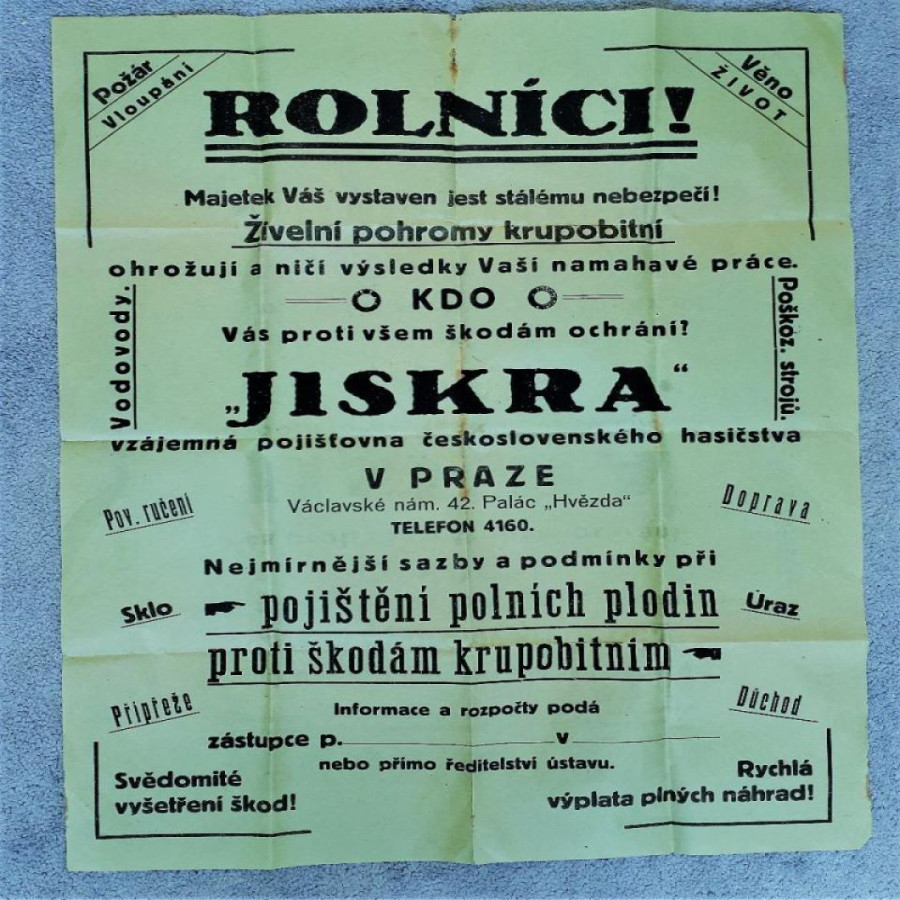 Požár
Vloupání
Věno
ŽIVOT
ROLNÍCI!
Majetek Váš vystaven jest stálému nebezpečí!
Živelní pohromy krupobitní
ohrožují a ničí výsledky Vaší namahavé práce.
KDO
Vás proti všem škodám ochrání?
Vodovody.
Poškoz. strojů.
„JISKRA“
vzájemná pojišťovna československého hasičstva
V PRAZE
Václavské nám. 42. Palác „Hvězda“
TELEFON 4160.
Pov. ručení
Doprava
Nejmírnější sazby a podmínky při
Sklo
pojištění polních plodin
Úraz
proti škodám krupobitním
Přípřeže
Důchod
Informace a rozpočty podá
zástupce p. v
nebo přímo ředitelství ústavu.
Svědomité
vyšetření škod!
Rychlá
výplata plných náhrad!